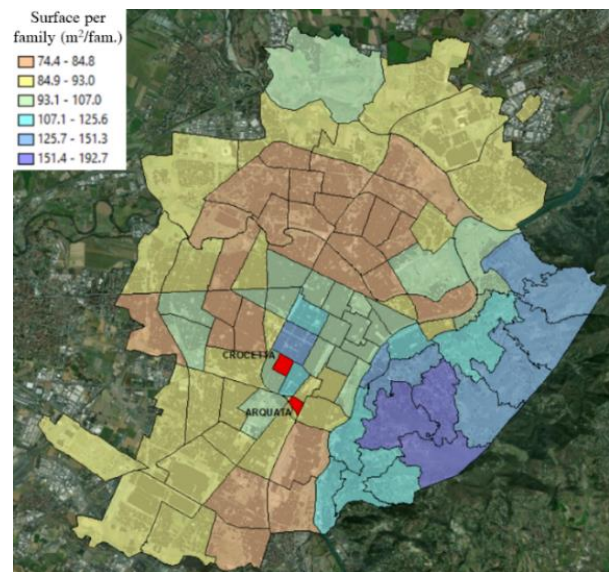 Surface per
family (m²/fam.)
74.4 - 84.8
84.9 - 93.0
93.1 - 107.0
107.1 - 125.6
125.7 - 151.3
151.4 - 192.7
CROCETTA
ARQUATA